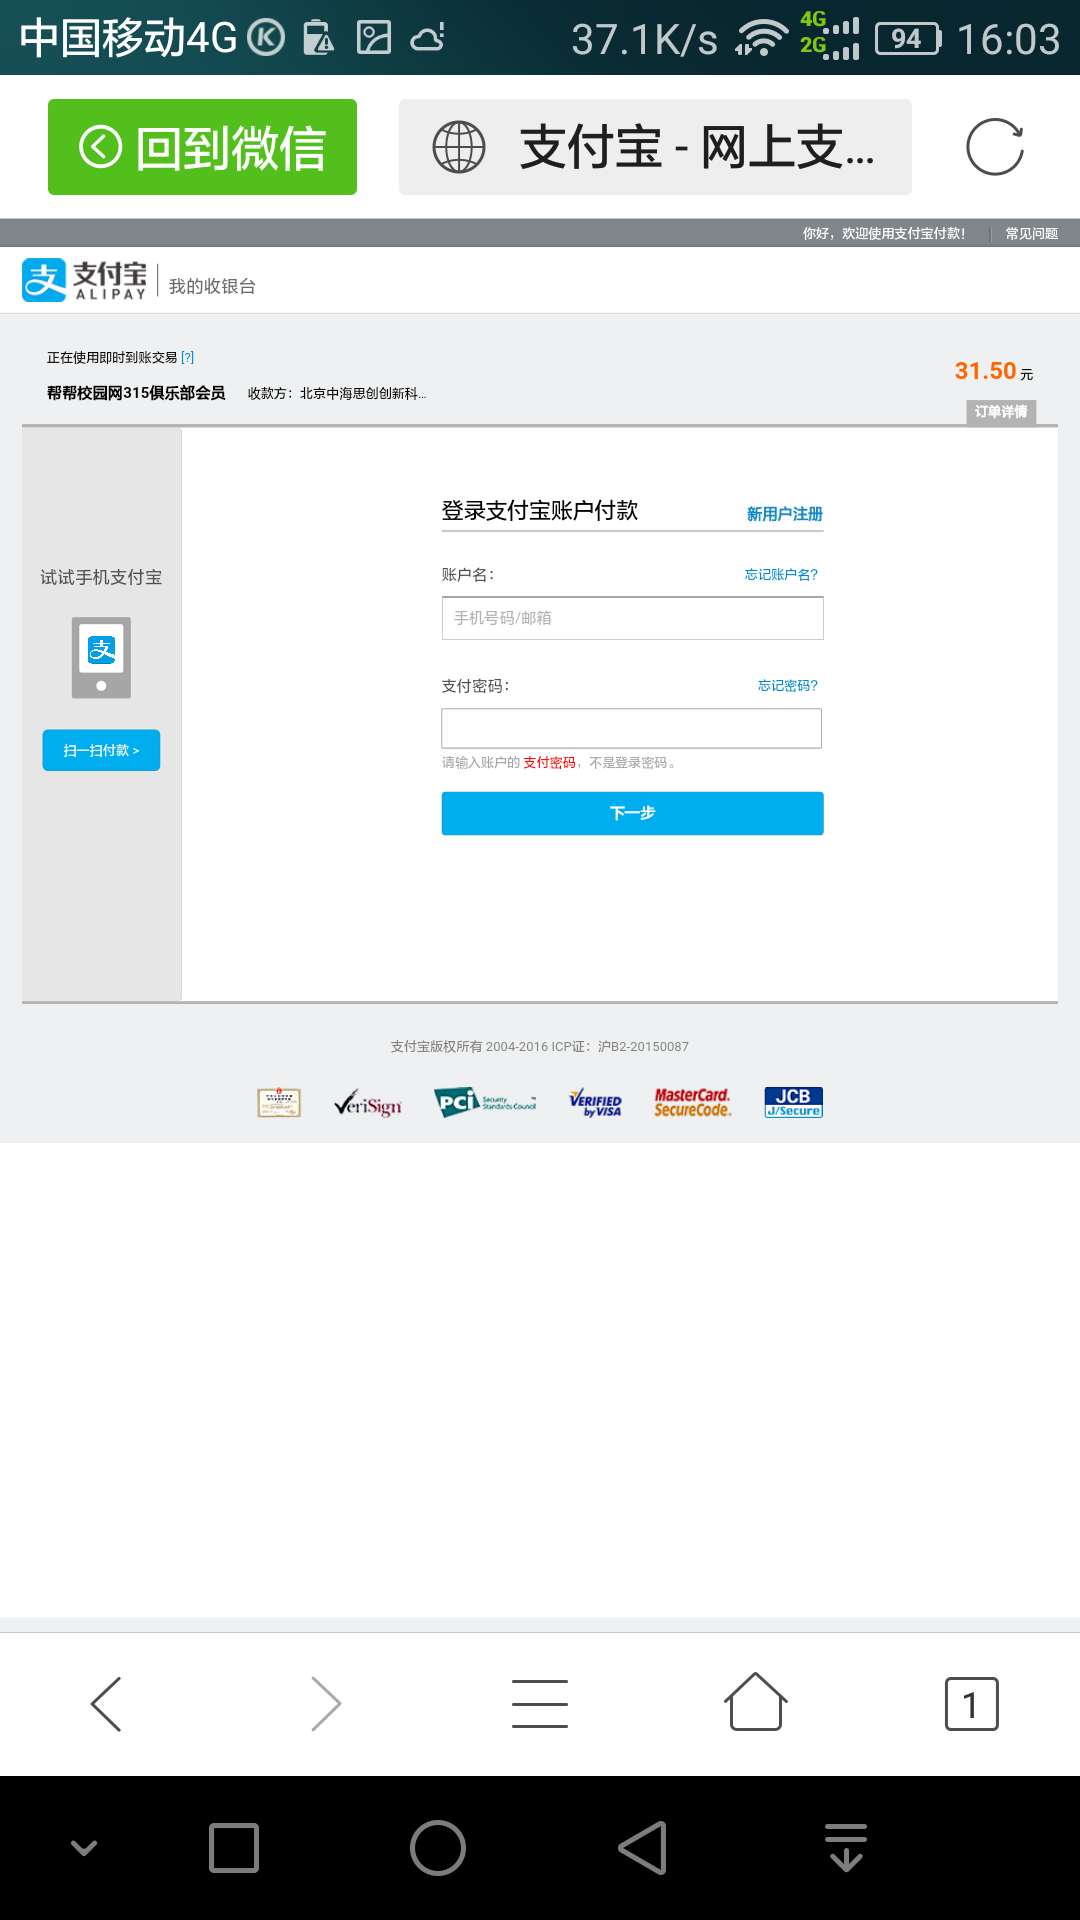 中国移动4G 37.1K/s 4G 2G 94 16:03
回到微信 支付宝 - 网上支...
你好，欢迎使用支付宝付款！ 常见问题
支付宝 ALIPAY 我的收银台
正在使用即时到账交易 [?]
31.50 元
帮帮校园网315俱乐部会员 收款方：北京中海思创创新科...
订单详情
登录支付宝账户付款 新用户注册
试试手机支付宝
账户名： 忘记账户名?
手机号码/邮箱
支付密码： 忘记密码?
扫一扫付款 >
请输入账户的 支付密码，不是登录密码。
下一步
支付宝版权所有 2004-2016 ICP证：沪B2-20150087
VeriSign PCI Security Standards Council VERIFIED by VISA MasterCard. SecureCode. JCB J/Secure
1